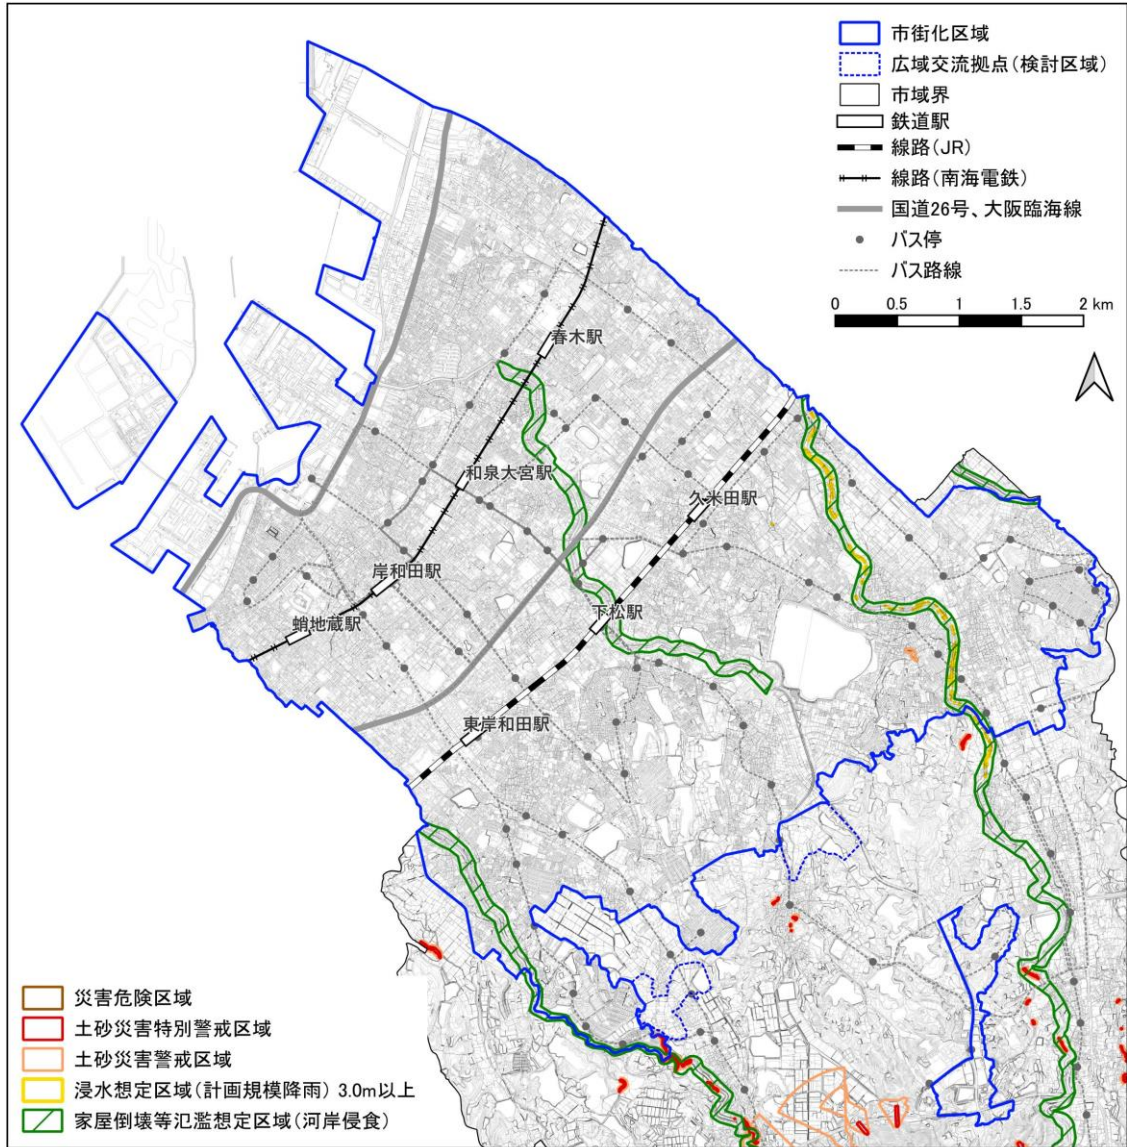 市街化区域
広域交流拠点(検討区域)
市域界
鉄道駅
線路(JR)
線路(南海電鉄)
国道26号、大阪臨海線
バス停
バス路線
0 0.5 1 1.5 2 km
春木駅
和泉大宮駅
久米田駅
岸和田駅
下松駅
蛸地蔵駅
東岸和田駅
災害危険区域
土砂災害特別警戒区域
土砂災害警戒区域
浸水想定区域(計画規模降雨) 3.0m以上
家屋倒壊等氾濫想定区域(河岸侵食)